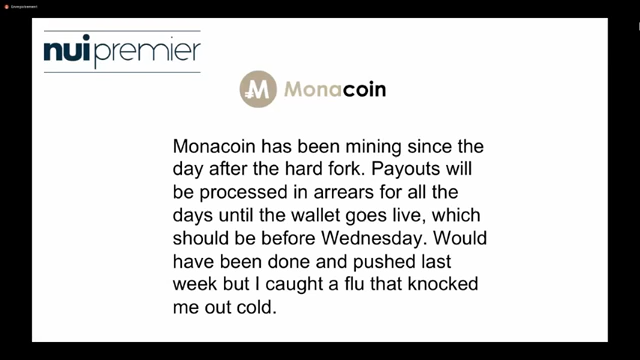 Enregistrement
nuipremier
M Monacoin
Monacoin has been mining since the
day after the hard fork. Payouts will
be processed in arrears for all the
days until the wallet goes live, which
should be before Wednesday. Would
have been done and pushed last
week but I caught a flu that knocked
me out cold.